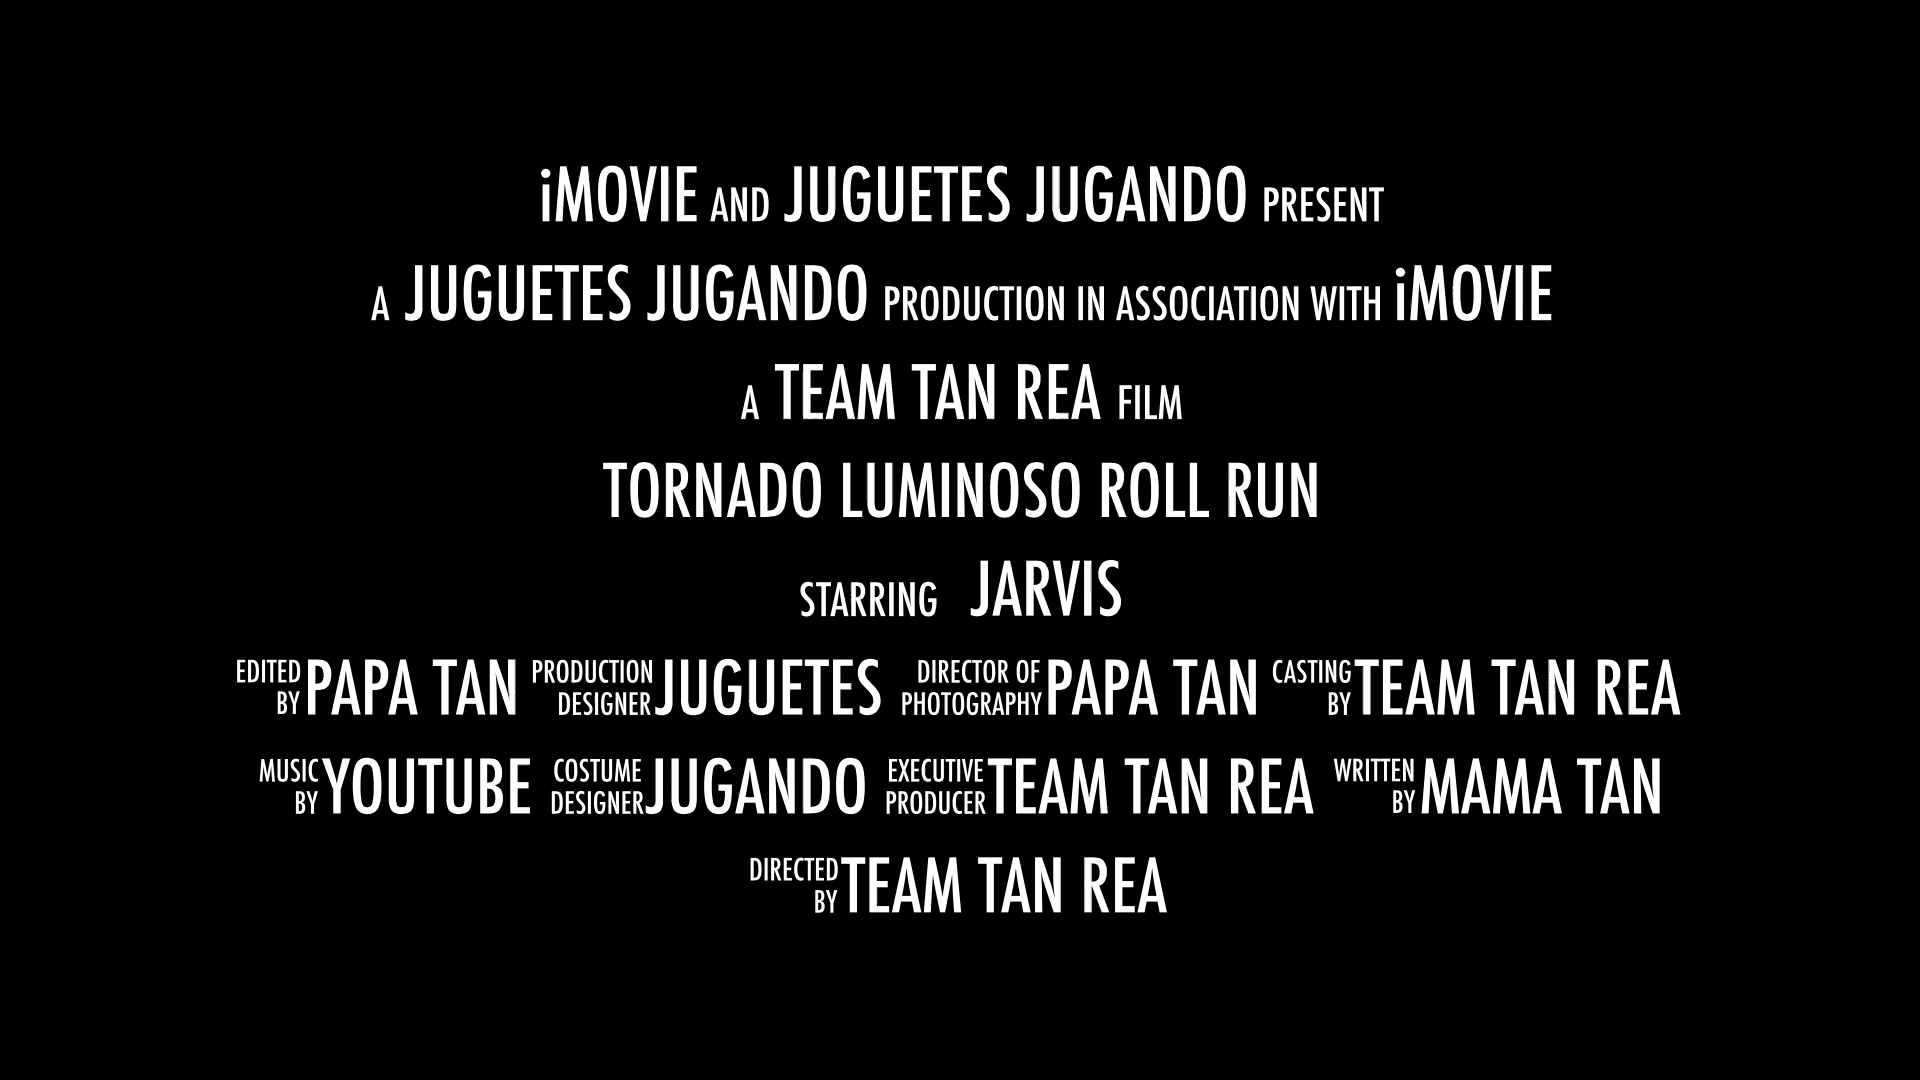 iMOVIE AND JUGUETES JUGANDO PRESENT
A JUGUETES JUGANDO PRODUCTION IN ASSOCIATION WITH iMOVIE
A TEAM TAN REA FILM
TORNADO LUMINOSO ROLL RUN
STARRING JARVIS
EDITED BY PAPA TAN PRODUCTION DESIGNER JUGUETES DIRECTOR OF PHOTOGRAPHY PAPA TAN CASTING BY TEAM TAN REA
MUSIC BY YOUTUBE COSTUME DESIGNER JUGANDO EXECUTIVE PRODUCER TEAM TAN REA WRITTEN BY MAMA TAN
DIRECTED BY TEAM TAN REA